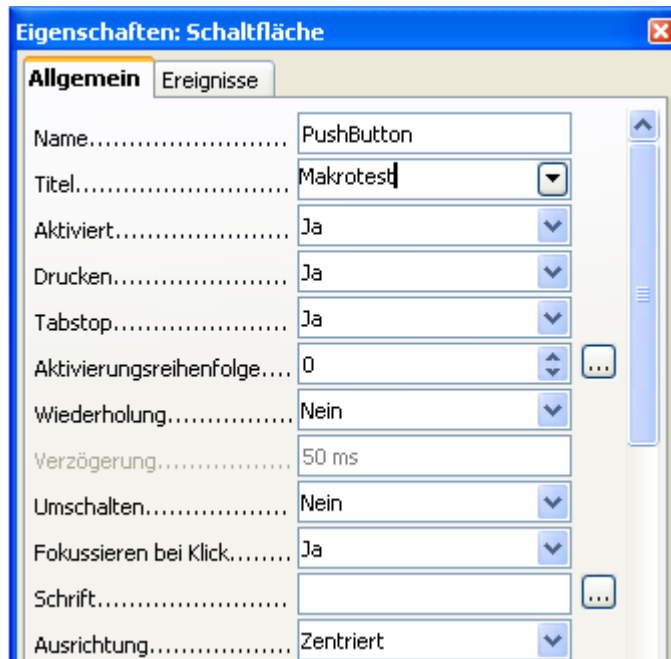 Eigenschaften: Schaltfläche
Allgemein Ereignisse
Name........................ PushButton
Titel.......................... Makrotest
Aktiviert..................... Ja
Drucken..................... Ja
Tabstop..................... Ja
Aktivierungsreihenfolge.... 0 ...
Wiederholung................ Nein
Verzögerung................ 50 ms
Umschalten................. Nein
Fokussieren bei Klick........ Ja
Schrift....................... ...
Ausrichtung................. Zentriert